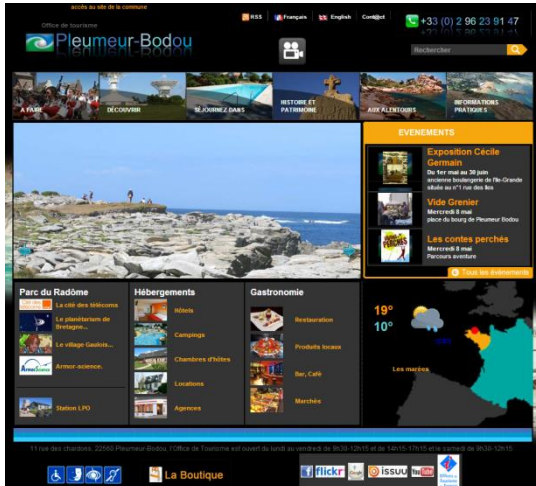 accès au site de la commune
Office de tourisme
Pleumeur-Bodou
RSS
Français
English
Cont@ct
+33 (0) 2 96 23 91 47
Rechercher
A FAIRE
DÉCOUVRIR
SÉJOURNEZ DANS
HISTOIRE ET PATRIMOINE
AUX ALENTOURS
INFORMATIONS PRATIQUES
EVENEMENTS
Exposition Cécile
Germain
Du 1er mai au 30 juin
ancienne boulangerie de l'Ile-Grande
située au n°1 rue des îles
Vide Grenier
Mercredi 8 mai
place du bourg de Pleumeur Bodou
Les contes perchés
Mercredi 8 mai
Parcours aventure
Tous les évènements
Parc du Radôme
La cité des télécoms
Le planétarium de
Bretagne...
Le village Gaulois...
Armor-science.
Station LPO
Hébergements
Hôtels
Campings
Chambres d'hôtes
Locations
Agences
Gastronomie
Restauration
Produits locaux
Bar, Café
Marchés
19°
10°
Les marées
11 rue des chardons, 22560 Pleumeur-Bodou, l'Office de Tourisme est ouvert du lundi au vendredi de 9h30-12h15 et de 14h15-17h15 et le samedi de 9h30-12h15
La Boutique
flickr
Google
issuu
YouTube